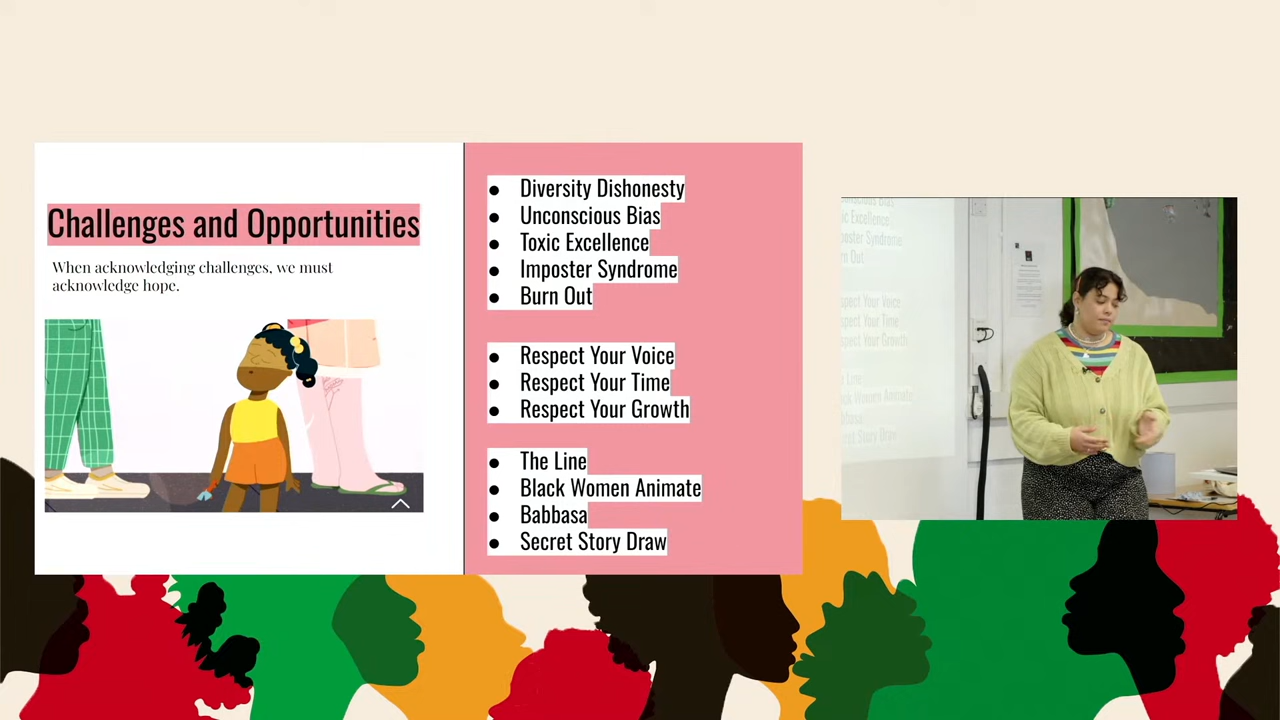 Challenges and Opportunities
When acknowledging challenges, we must
acknowledge hope.
● Diversity Dishonesty
● Unconscious Bias
● Toxic Excellence
● Imposter Syndrome
● Burn Out
● Respect Your Voice
● Respect Your Time
● Respect Your Growth
● The Line
● Black Women Animate
● Babbasa
● Secret Story Draw